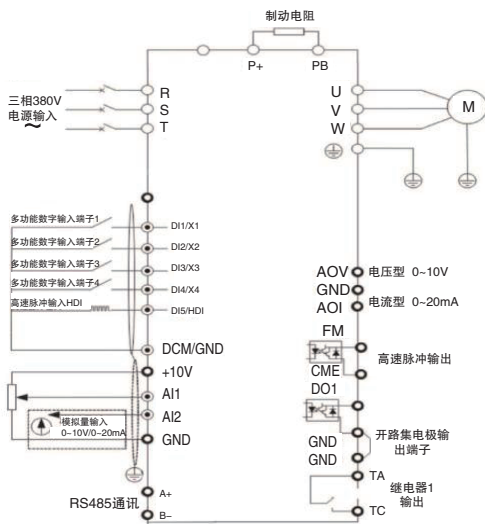 制动电阻
P+ PB
三相380V
电源输入
~
R
S
T
U
V
W
M
多功能数字输入端子1
DI1/X1
多功能数字输入端子2
DI2/X2
多功能数字输入端子3
DI3/X3
多功能数字输入端子4
DI4/X4
高速脉冲输入HDI
DI5/HDI
DCM/GND
+10V
AI1
AI2
模拟量输入
0~10V/0~20mA
GND
RS485通讯
A+
B-
AOV 电压型 0~10V
GND
AOI 电流型 0~20mA
FM
高速脉冲输出
CME
DO1
开路集电极输
出端子
GND
GND
TA
继电器1
输出
TC